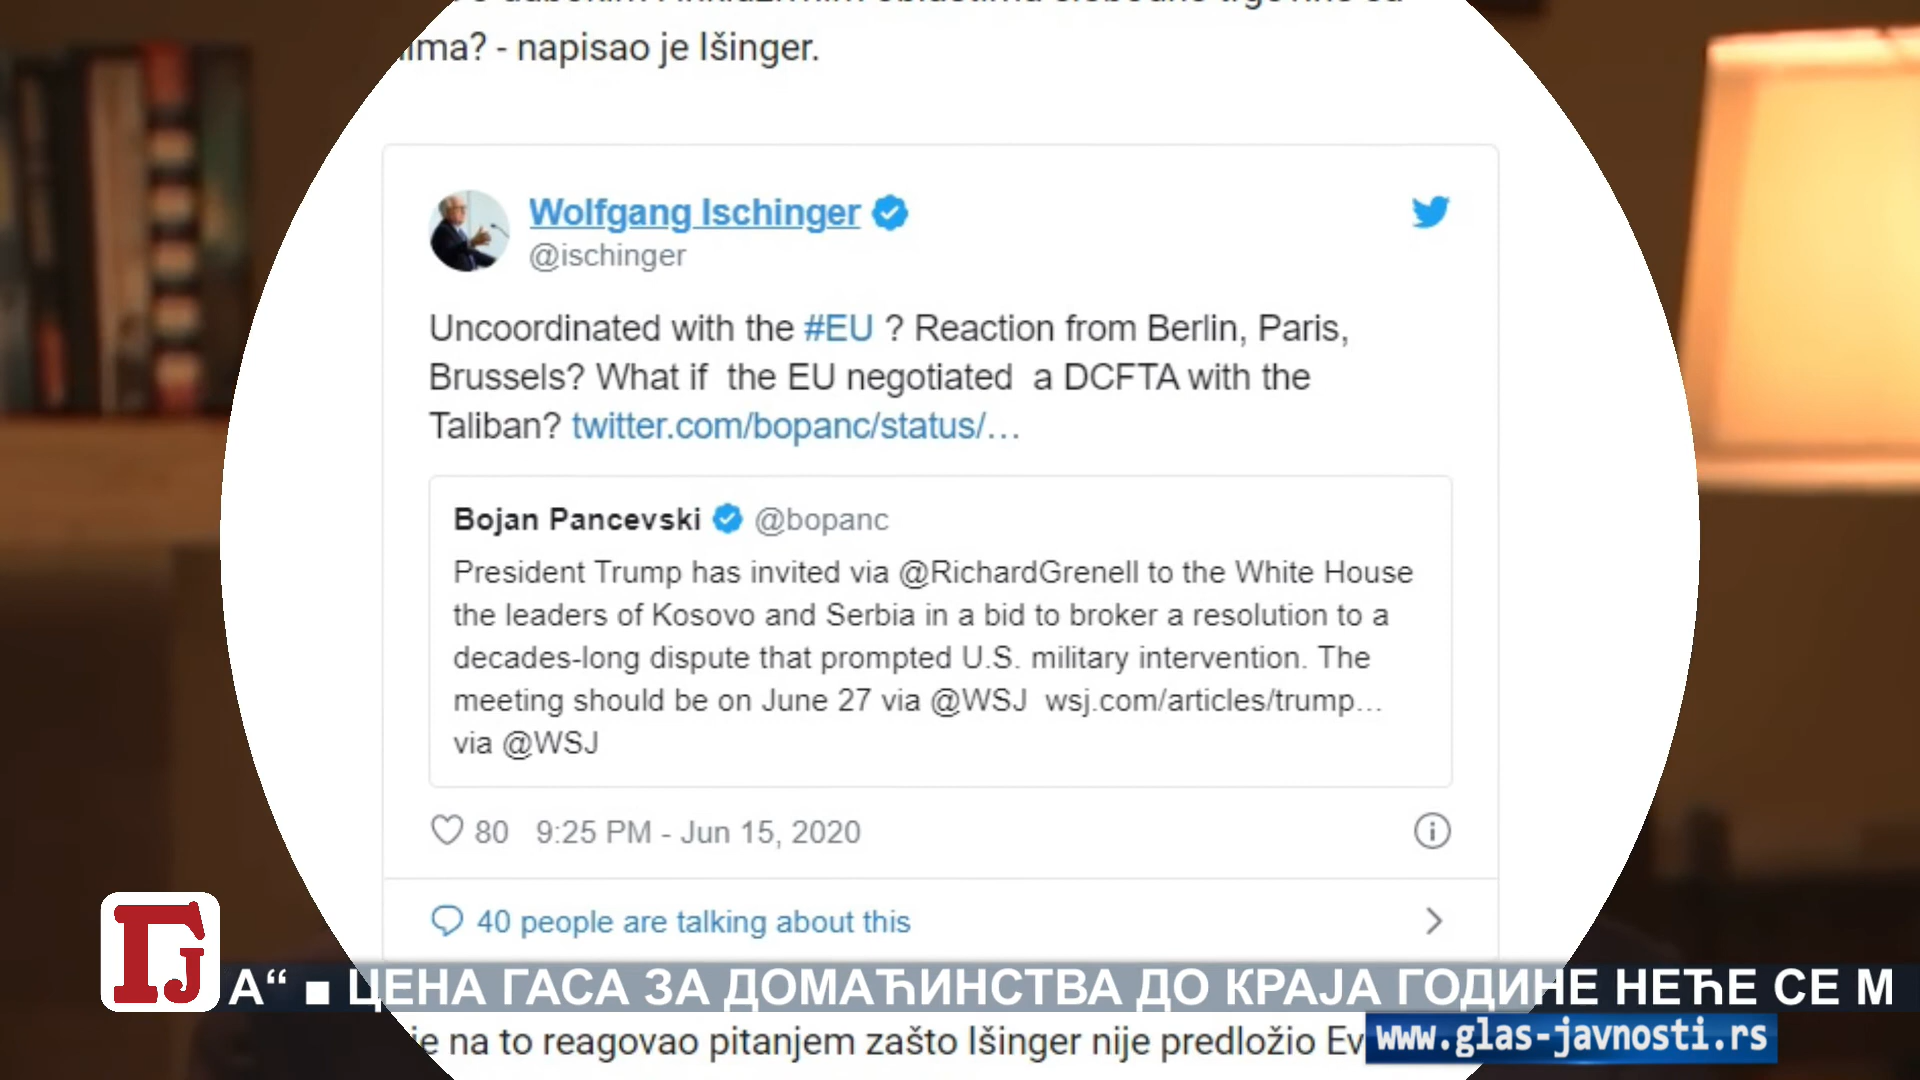 ima? - napisao je Išinger.
Wolfgang Ischinger
@ischinger
Uncoordinated with the #EU ? Reaction from Berlin, Paris,
Brussels? What if the EU negotiated a DCFTA with the
Taliban? twitter.com/bopanc/status/…
Bojan Pancevski @bopanc
President Trump has invited via @RichardGrenell to the White House
the leaders of Kosovo and Serbia in a bid to broker a resolution to a
decades-long dispute that prompted U.S. military intervention. The
meeting should be on June 27 via @WSJ wsj.com/articles/trump…
via @WSJ
80 9:25 PM - Jun 15, 2020
40 people are talking about this
ГЈ
А“ ■ ЦЕНА ГАСА ЗА ДОМАЋИНСТВА ДО КРАЈА ГОДИНЕ НЕЋЕ СЕ М
je na to reagovao pitanjem zašto Išinger nije predložio Ev
www.glas-javnosti.rs